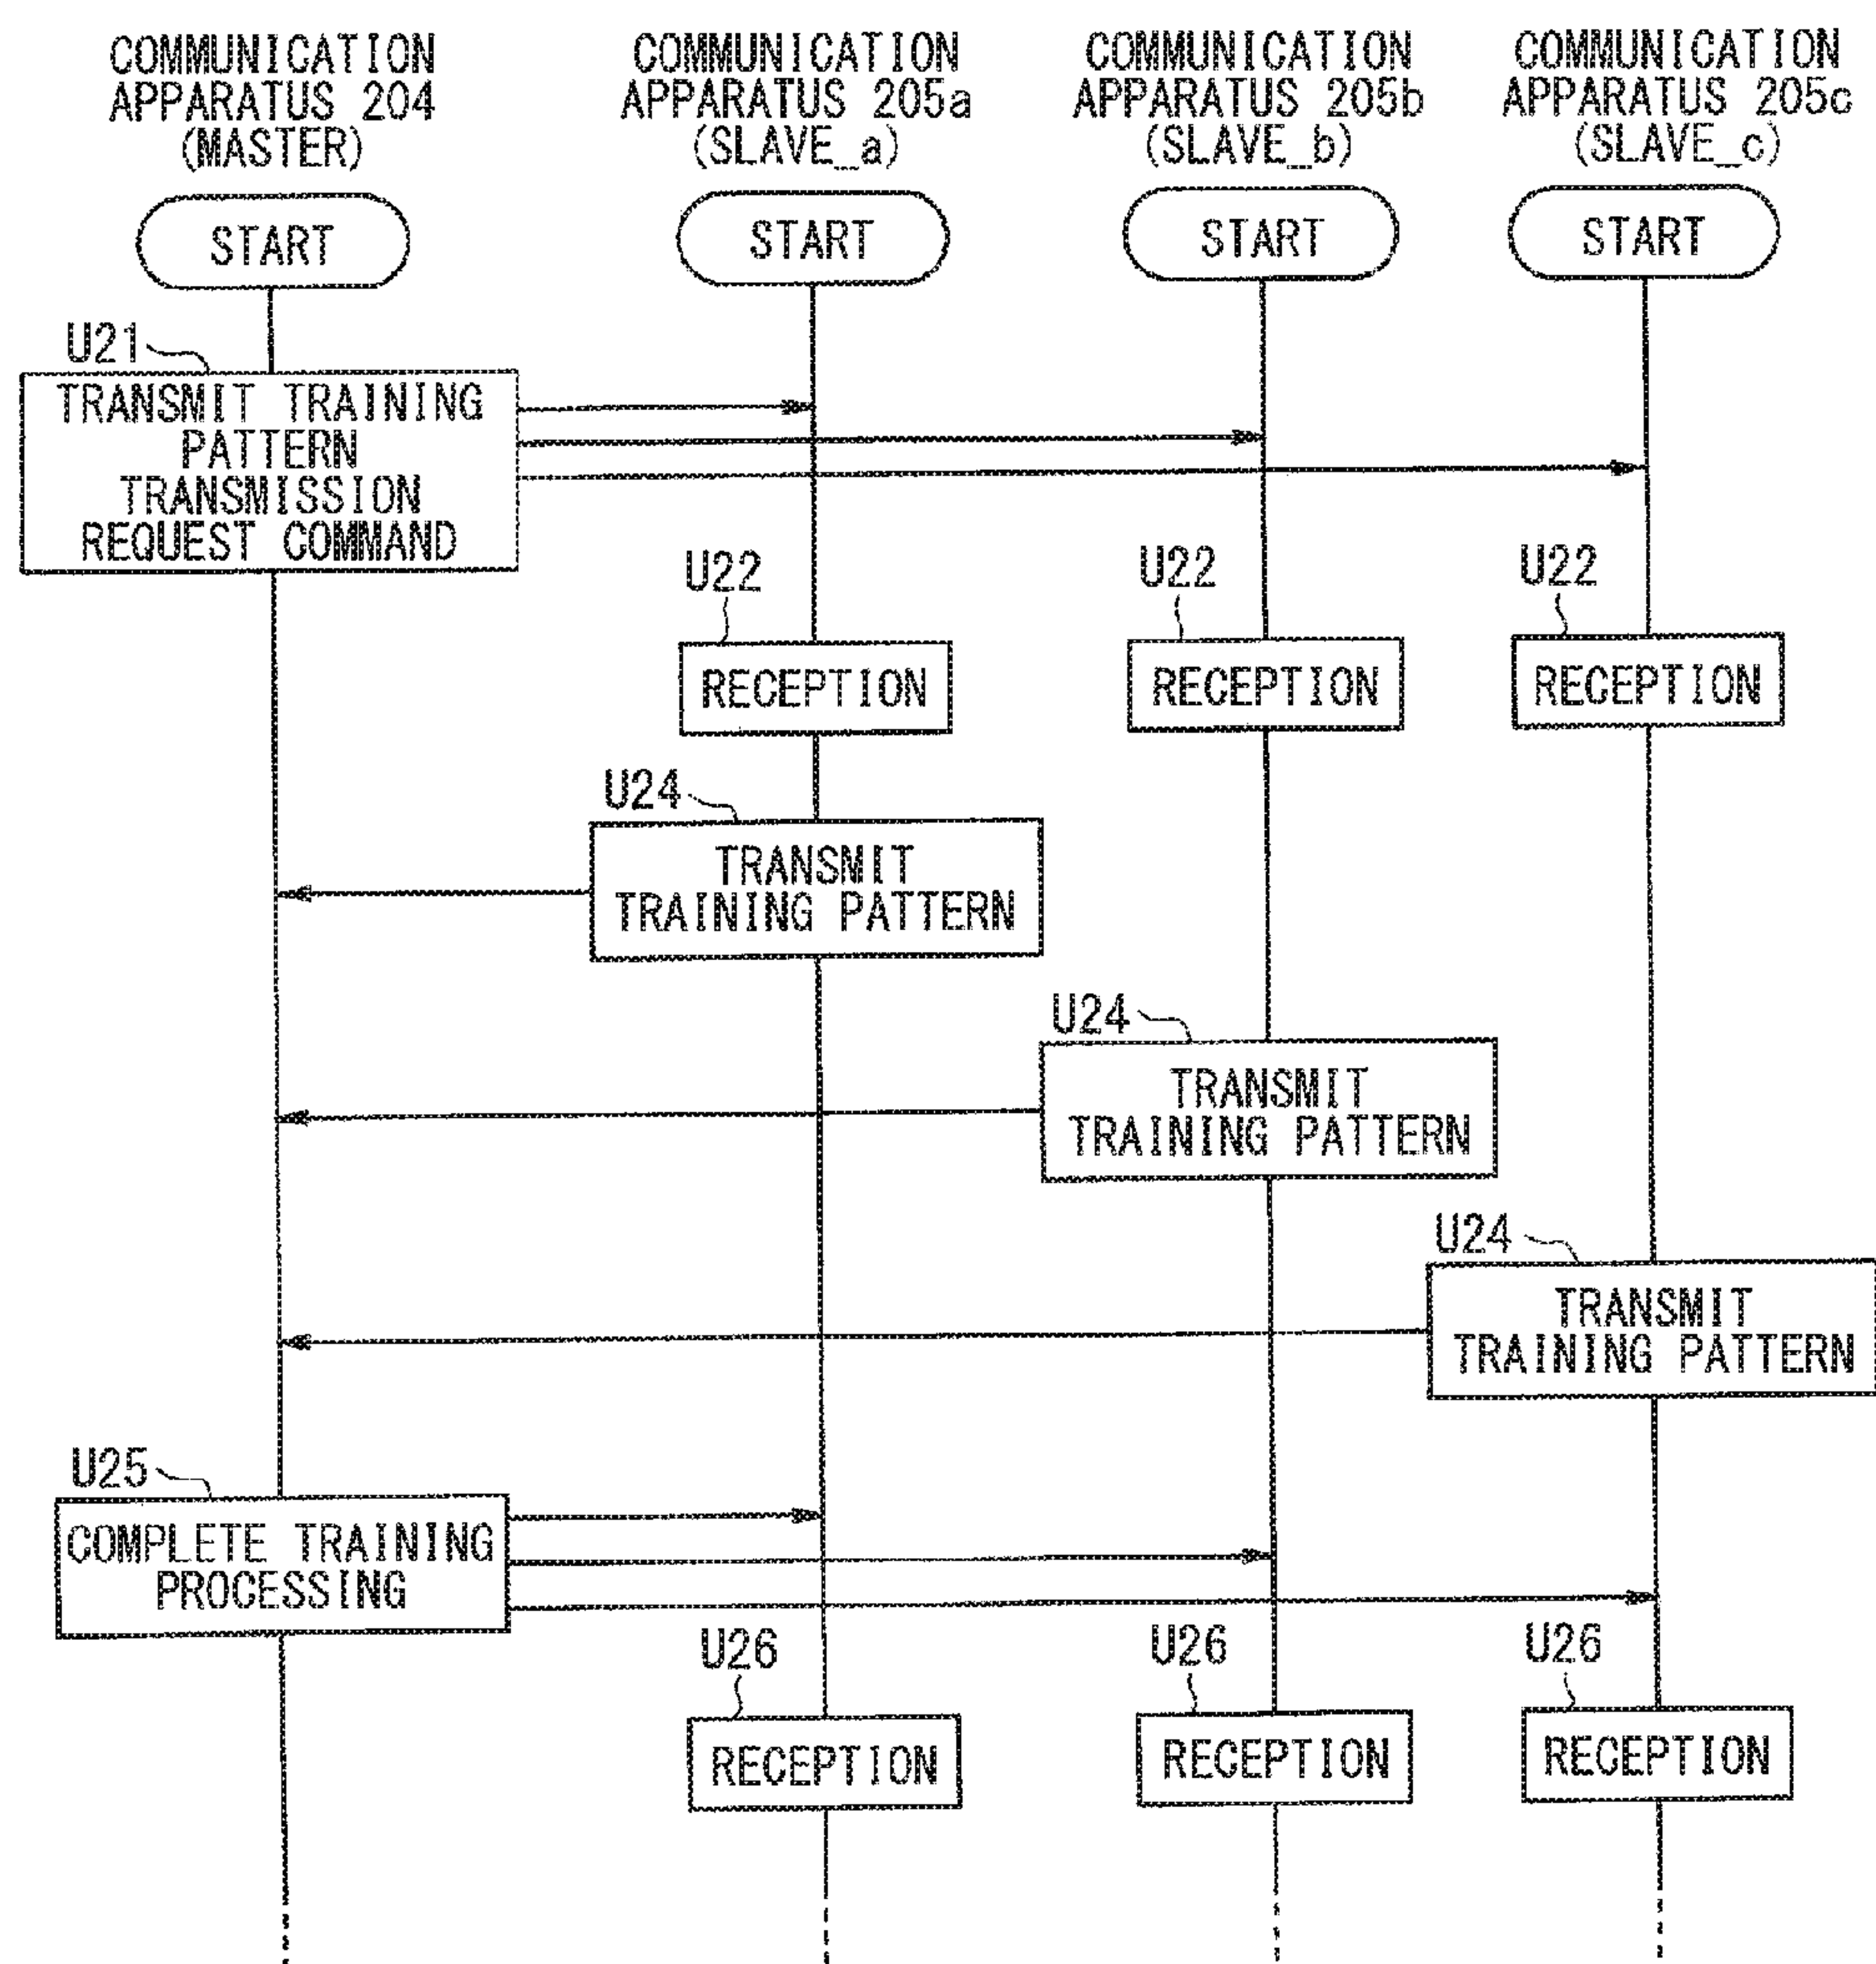 COMMUNICATION
APPARATUS 204
(MASTER)
COMMUNICATION
APPARATUS 205a
(SLAVE_a)
COMMUNICATION
APPARATUS 205b
(SLAVE_b)
COMMUNICATION
APPARATUS 205c
(SLAVE_c)
START
START
START
START
U21
TRANSMIT TRAINING
PATTERN
TRANSMISSION
REQUEST COMMAND
U22
U22
U22
RECEPTION
RECEPTION
RECEPTION
U24
TRANSMIT
TRAINING PATTERN
U24
TRANSMIT
TRAINING PATTERN
U24
TRANSMIT
TRAINING PATTERN
U25
COMPLETE TRAINING
PROCESSING
U26
U26
U26
RECEPTION
RECEPTION
RECEPTION